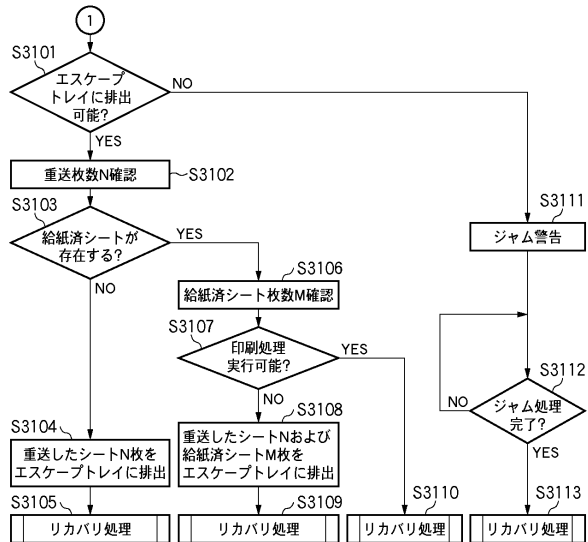 1
S3101
エスケープ
トレイに排出
可能?
NO
YES
重送枚数N確認
S3102
S3103
給紙済シートが
存在する?
YES
NO
S3106
給紙済シート枚数M確認
S3107
印刷処理
実行可能?
YES
NO
S3104
重送したシートN枚を
エスケープトレイに排出
S3108
重送したシートNおよび
給紙済シートM枚を
エスケープトレイに排出
S3105
リカバリ処理
S3109
リカバリ処理
S3110
リカバリ処理
S3111
ジャム警告
S3112
ジャム処理
完了?
NO
YES
S3113
リカバリ処理